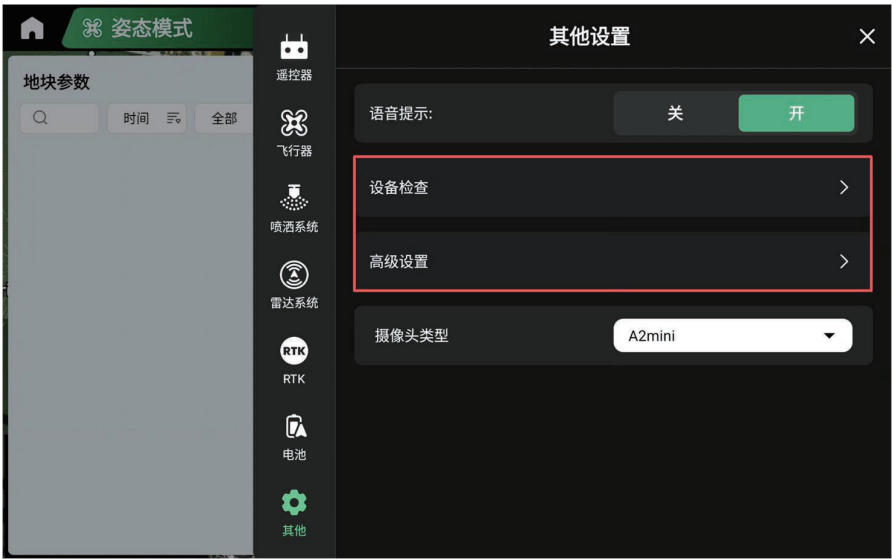 姿态模式
地块参数
时间
全部
遥控器
飞行器
喷洒系统
雷达系统
RTK
RTK
电池
其他
其他设置
语音提示:
关
开
设备检查
高级设置
摄像头类型
A2mini